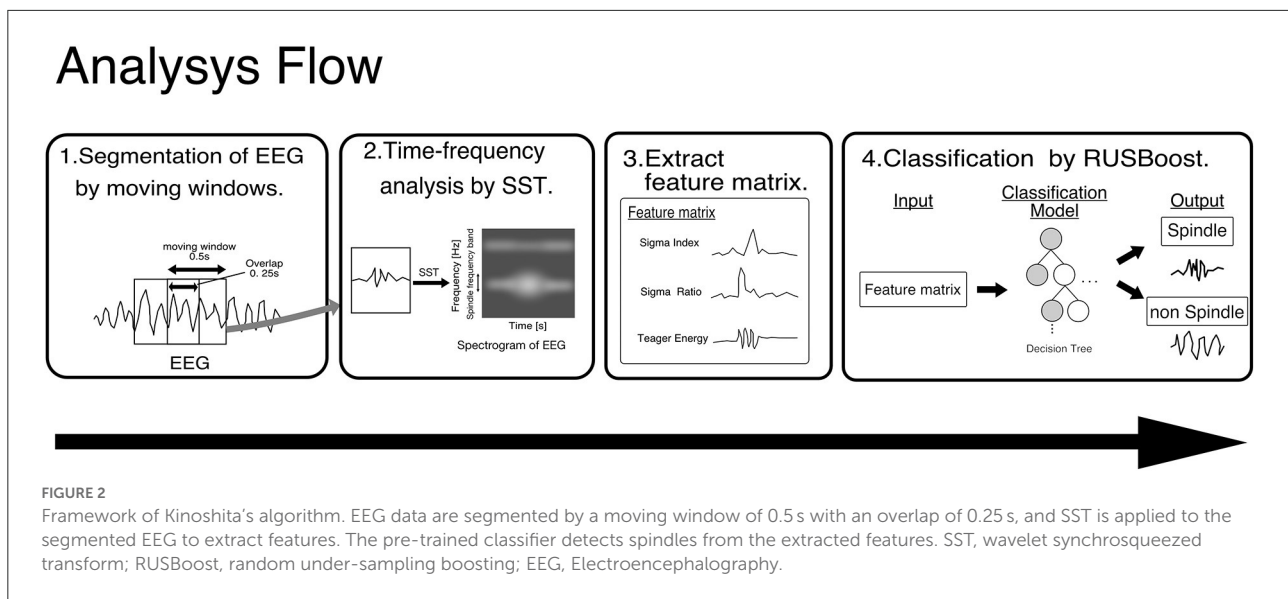 Analysys Flow
1.Segmentation of EEG
by moving windows.
moving window
0.5s
Overlap
0. 25s
EEG
2.Time-frequency
analysis by SST.
SST
Frequency [Hz]
Spindle frequency band
Time [s]
Spectrogram of EEG
3.Extract
feature matrix.
Feature matrix
Sigma Index
Sigma Ratio
Teager Energy
4.Classification by RUSBoost.
Input
Feature matrix
Classification
Model
...
Decision Tree
Output
Spindle
non Spindle
FIGURE 2
Framework of Kinoshita's algorithm. EEG data are segmented by a moving window of 0.5 s with an overlap of 0.25 s, and SST is applied to the
segmented EEG to extract features. The pre-trained classifier detects spindles from the extracted features. SST, wavelet synchrosqueezed
transform; RUSBoost, random under-sampling boosting; EEG, Electroencephalography.